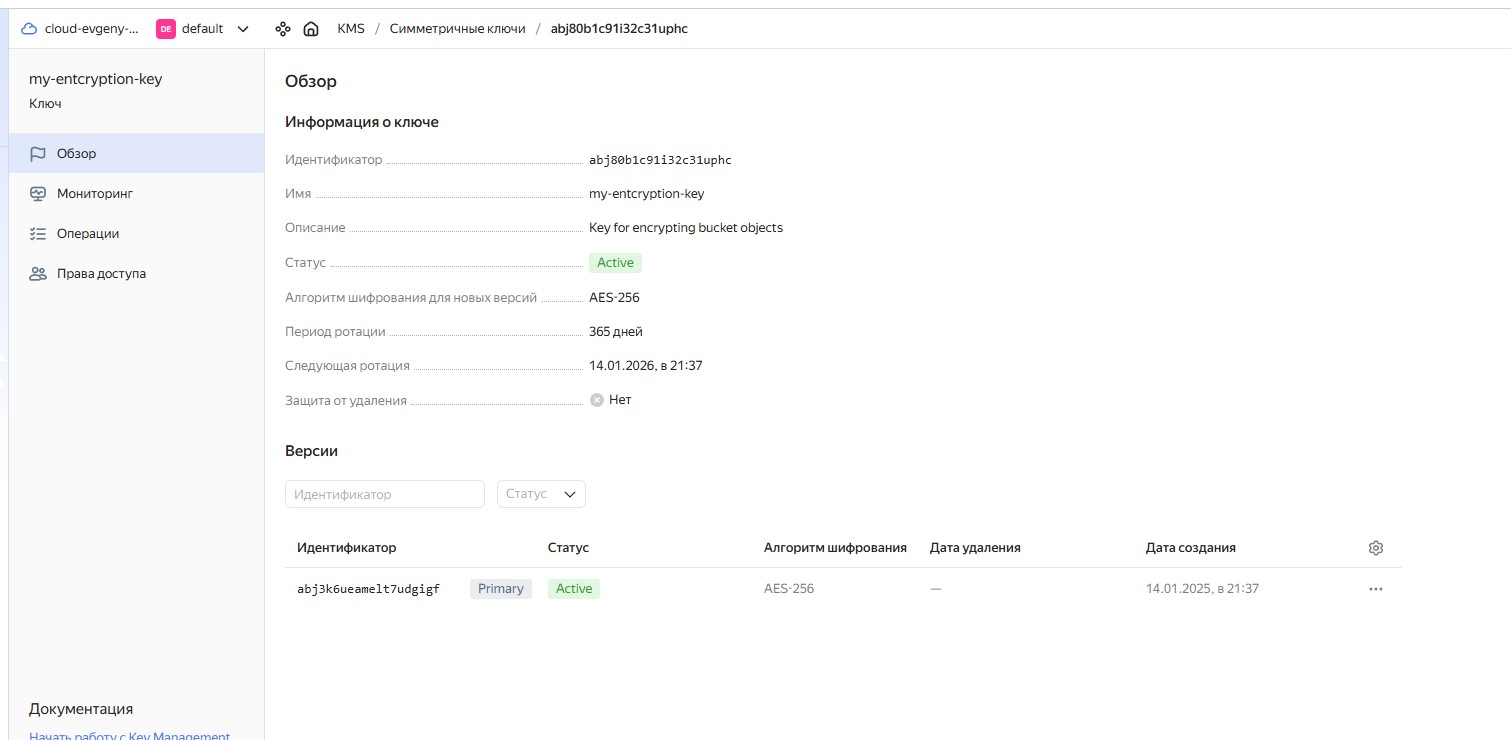 cloud-evgeny-... DE default KMS / Симметричные ключи / abj80b1c91i32c31uphc
my-entcryption-key
Ключ
Обзор
Мониторинг
Операции
Права доступа
Документация
Начать работу с Key Management
Обзор
Информация о ключе
Идентификатор abj80b1c91i32c31uphc
Имя my-entcryption-key
Описание Key for encrypting bucket objects
Статус Active
Алгоритм шифрования для новых версий AES-256
Период ротации 365 дней
Следующая ротация 14.01.2026, в 21:37
Защита от удаления Нет
Версии
Идентификатор Статус
Идентификатор Статус Алгоритм шифрования Дата удаления Дата создания
abj3k6ueamelt7udgigf Primary Active AES-256 — 14.01.2025, в 21:37